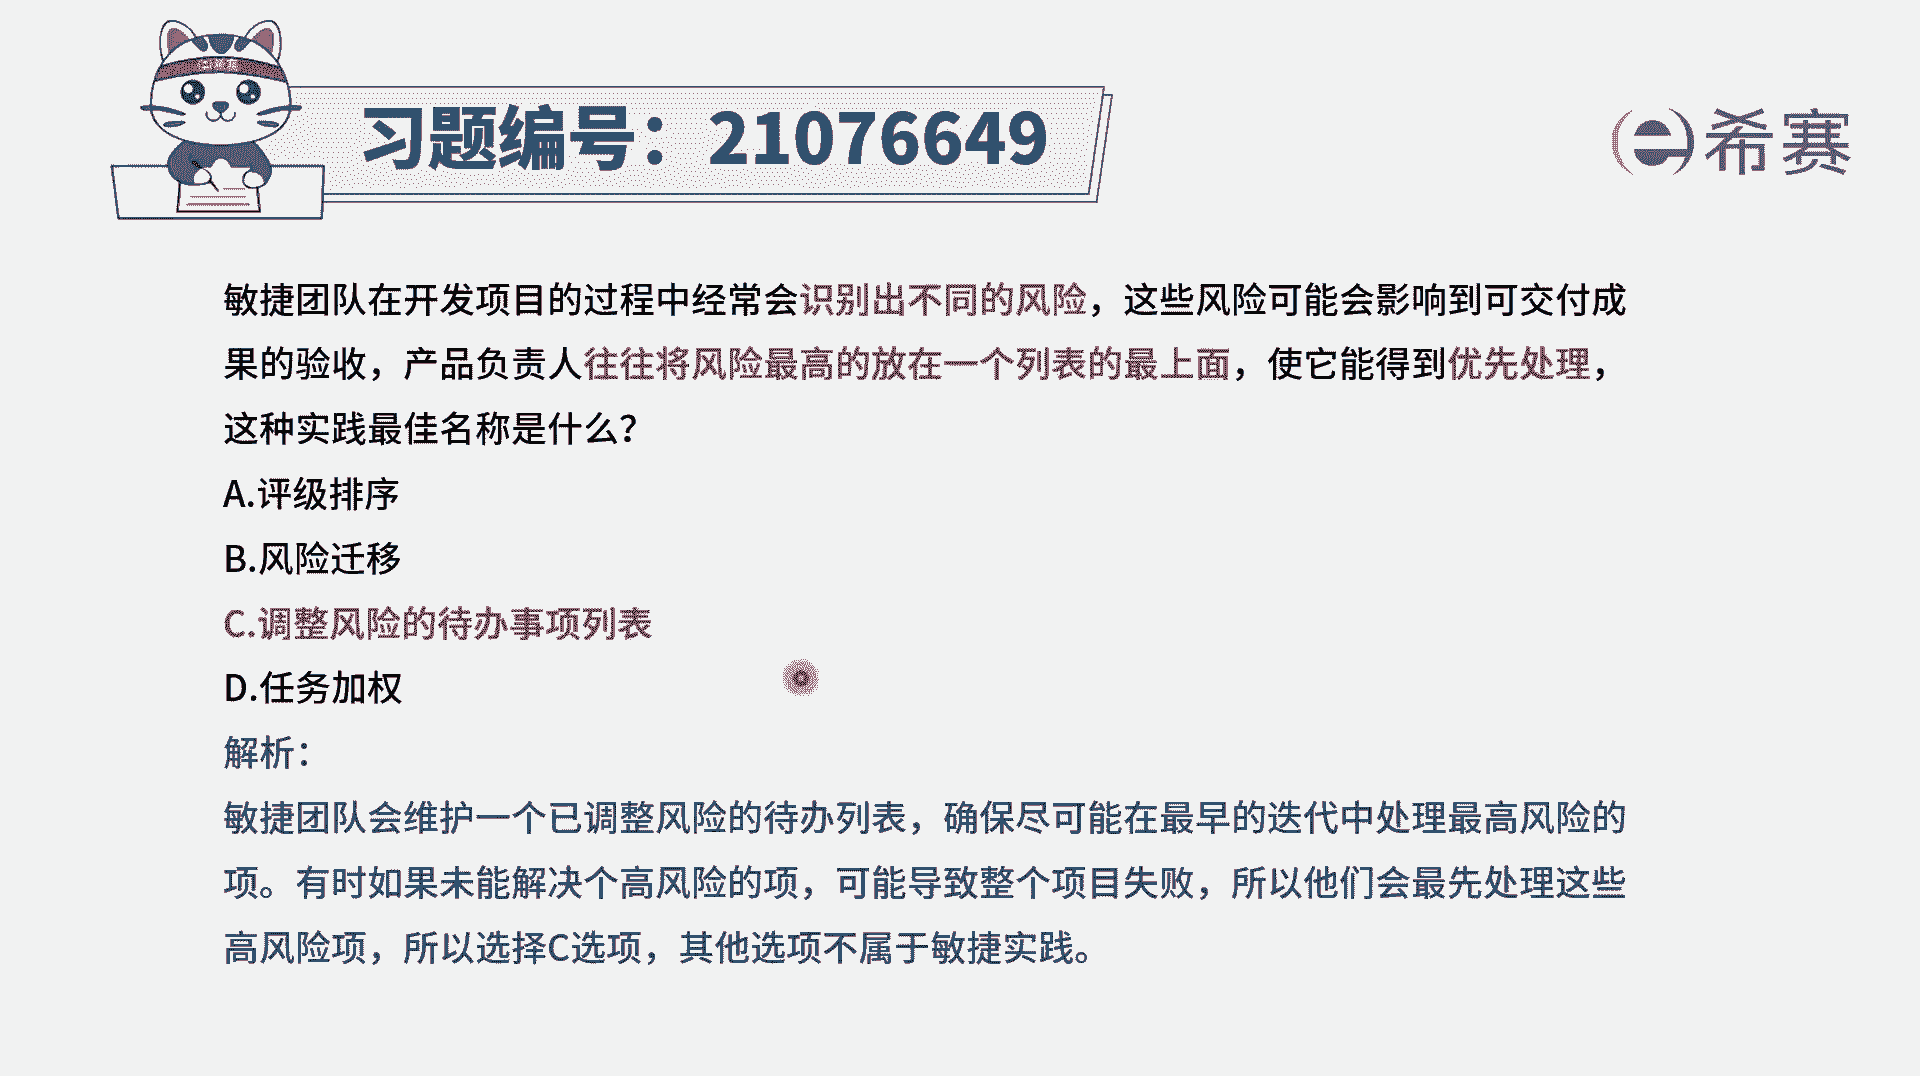 习题编号：21076649
希赛
敏捷团队在开发项目的过程中经常会识别出不同的风险，这些风险可能会影响到可交付成
果的验收，产品负责人往往将风险最高的放在一个列表的最上面，使它能得到优先处理，
这种实践最佳名称是什么？
A.评级排序
B.风险迁移
C.调整风险的待办事项列表
D.任务加权
解析：
敏捷团队会维护一个已调整风险的待办列表，确保尽可能在最早的迭代中处理最高风险的
项。有时如果未能解决个高风险的项，可能导致整个项目失败，所以他们会最先处理这些
高风险项，所以选择C选项，其他选项不属于敏捷实践。